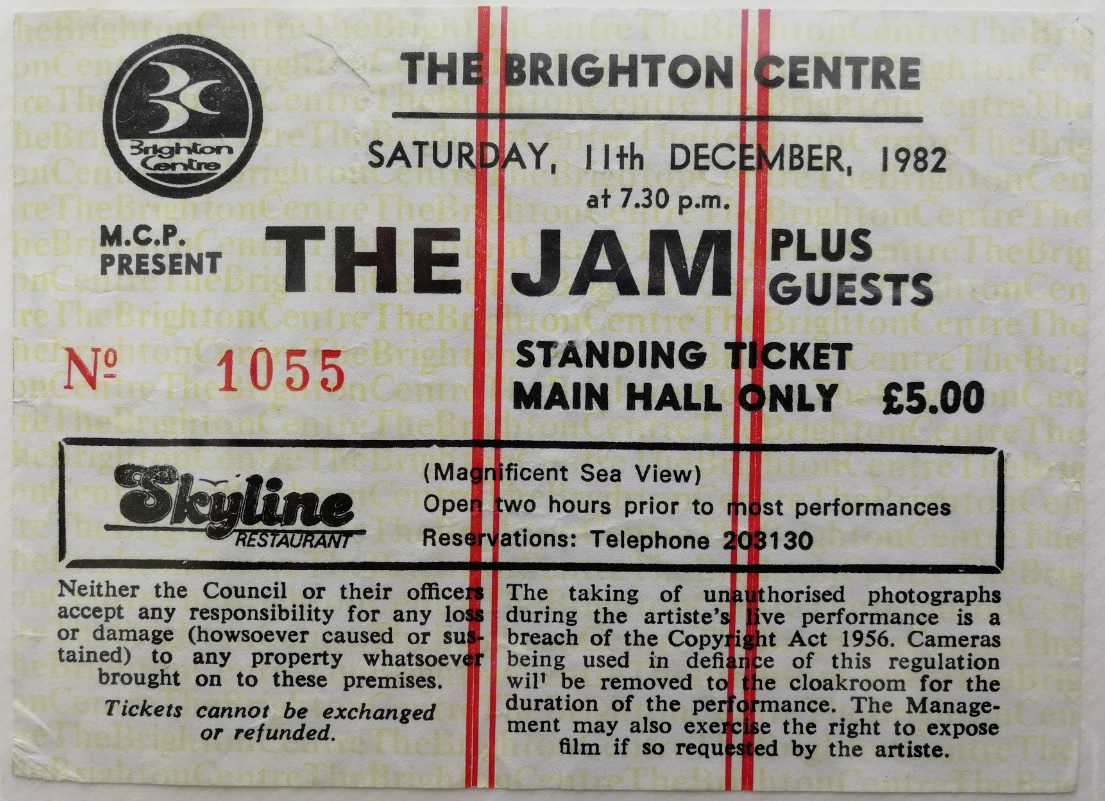 THE BRIGHTON CENTRE
Brighton
Centre
SATURDAY, 11th DECEMBER, 1982
at 7.30 p.m.
M.C.P.
PRESENT
THE JAM
PLUS
GUESTS
Nº 1055
STANDING TICKET
MAIN HALL ONLY £5.00
Skyline
RESTAURANT
(Magnificent Sea View)
Open two hours prior to most performances
Reservations: Telephone 203130
Neither the Council or their officers
accept any responsibility for any loss
or damage (howsoever caused or sus-
tained) to any property whatsoever
brought on to these premises.
Tickets cannot be exchanged
or refunded.
The taking of unauthorised photographs
during the artiste's live performance is a
breach of the Copyright Act 1956. Cameras
being used in defiance of this regulation
will be removed to the cloakroom for the
duration of the performance. The Manage-
ment may also exercise the right to expose
film if so requested by the artiste.